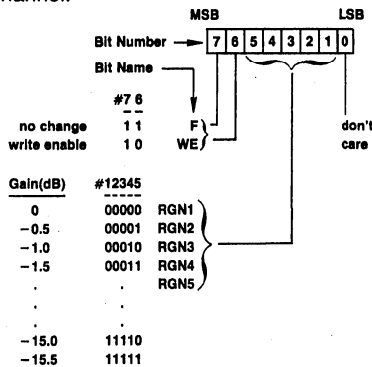 MSB LSB
Bit Number 7 6 5 4 3 2 1 0
Bit Name
#7 6
no change 1 1 F don't
write enable 1 0 WE care
Gain(dB) #12345
0 00000 RGN1
−0.5 00001 RGN2
−1.0 00010 RGN3
−1.5 00011 RGN4
. . RGN5
. .
. .
−15.0 11110
−15.5 11111